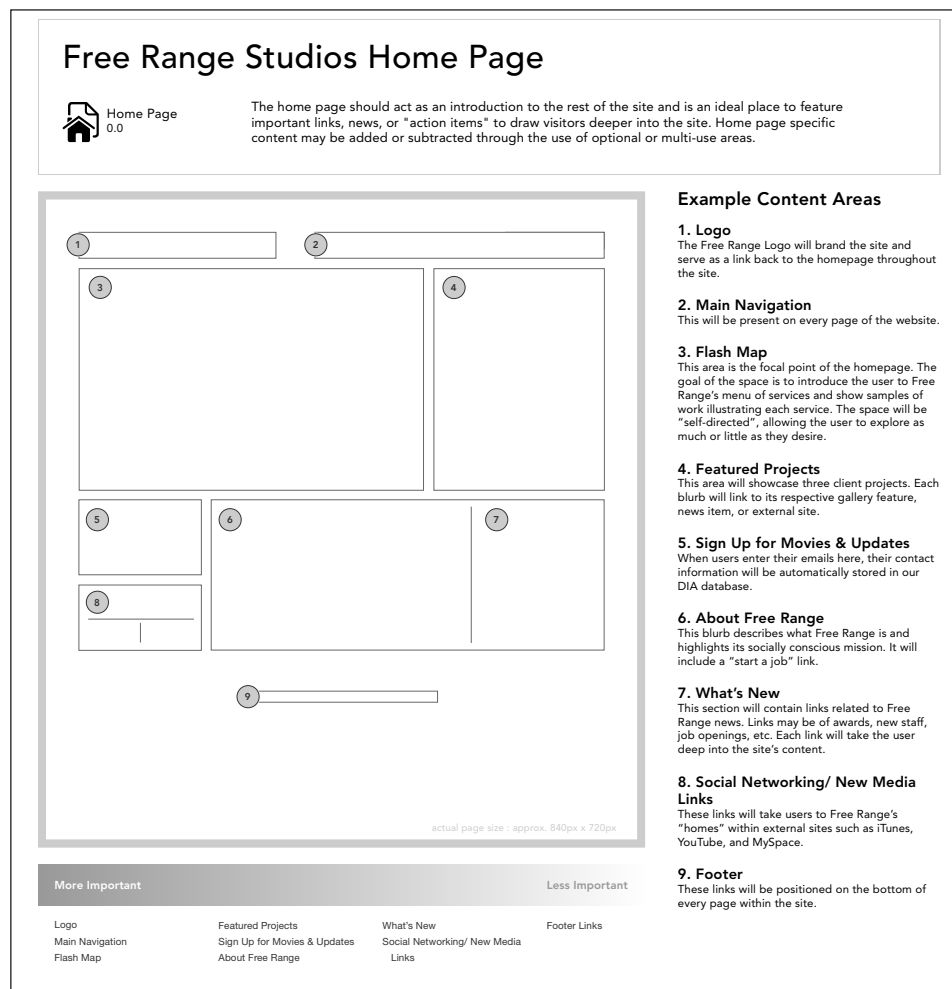 Free Range Studios Home Page
Home Page
0.0
The home page should act as an introduction to the rest of the site and is an ideal place to feature
important links, news, or "action items" to draw visitors deeper into the site. Home page specific
content may be added or subtracted through the use of optional or multi-use areas.
1
2
3
4
5
6
7
8
9
actual page size : approx. 840px x 720px
Example Content Areas
1. Logo
The Free Range Logo will brand the site and
serve as a link back to the homepage throughout
the site.
2. Main Navigation
This will be present on every page of the website.
3. Flash Map
This area is the focal point of the homepage. The
goal of the space is to introduce the user to Free
Range’s menu of services and show samples of
work illustrating each service. The space will be
“self-directed”, allowing the user to explore as
much or little as they desire.
4. Featured Projects
This area will showcase three client projects. Each
blurb will link to its respective gallery feature,
news item, or external site.
5. Sign Up for Movies & Updates
When users enter their emails here, their contact
information will be automatically stored in our
DIA database.
6. About Free Range
This blurb describes what Free Range is and
highlights its socially conscious mission. It will
include a “start a job” link.
7. What’s New
This section will contain links related to Free
Range news. Links may be of awards, new staff,
job openings, etc. Each link will take the user
deep into the site’s content.
8. Social Networking/ New Media
Links
These links will take users to Free Range’s
“homes” within external sites such as iTunes,
YouTube, and MySpace.
9. Footer
These links will be positioned on the bottom of
every page within the site.
More Important
Less Important
Logo
Main Navigation
Flash Map
Featured Projects
Sign Up for Movies & Updates
About Free Range
What’s New
Social Networking/ New Media
Links
Footer Links